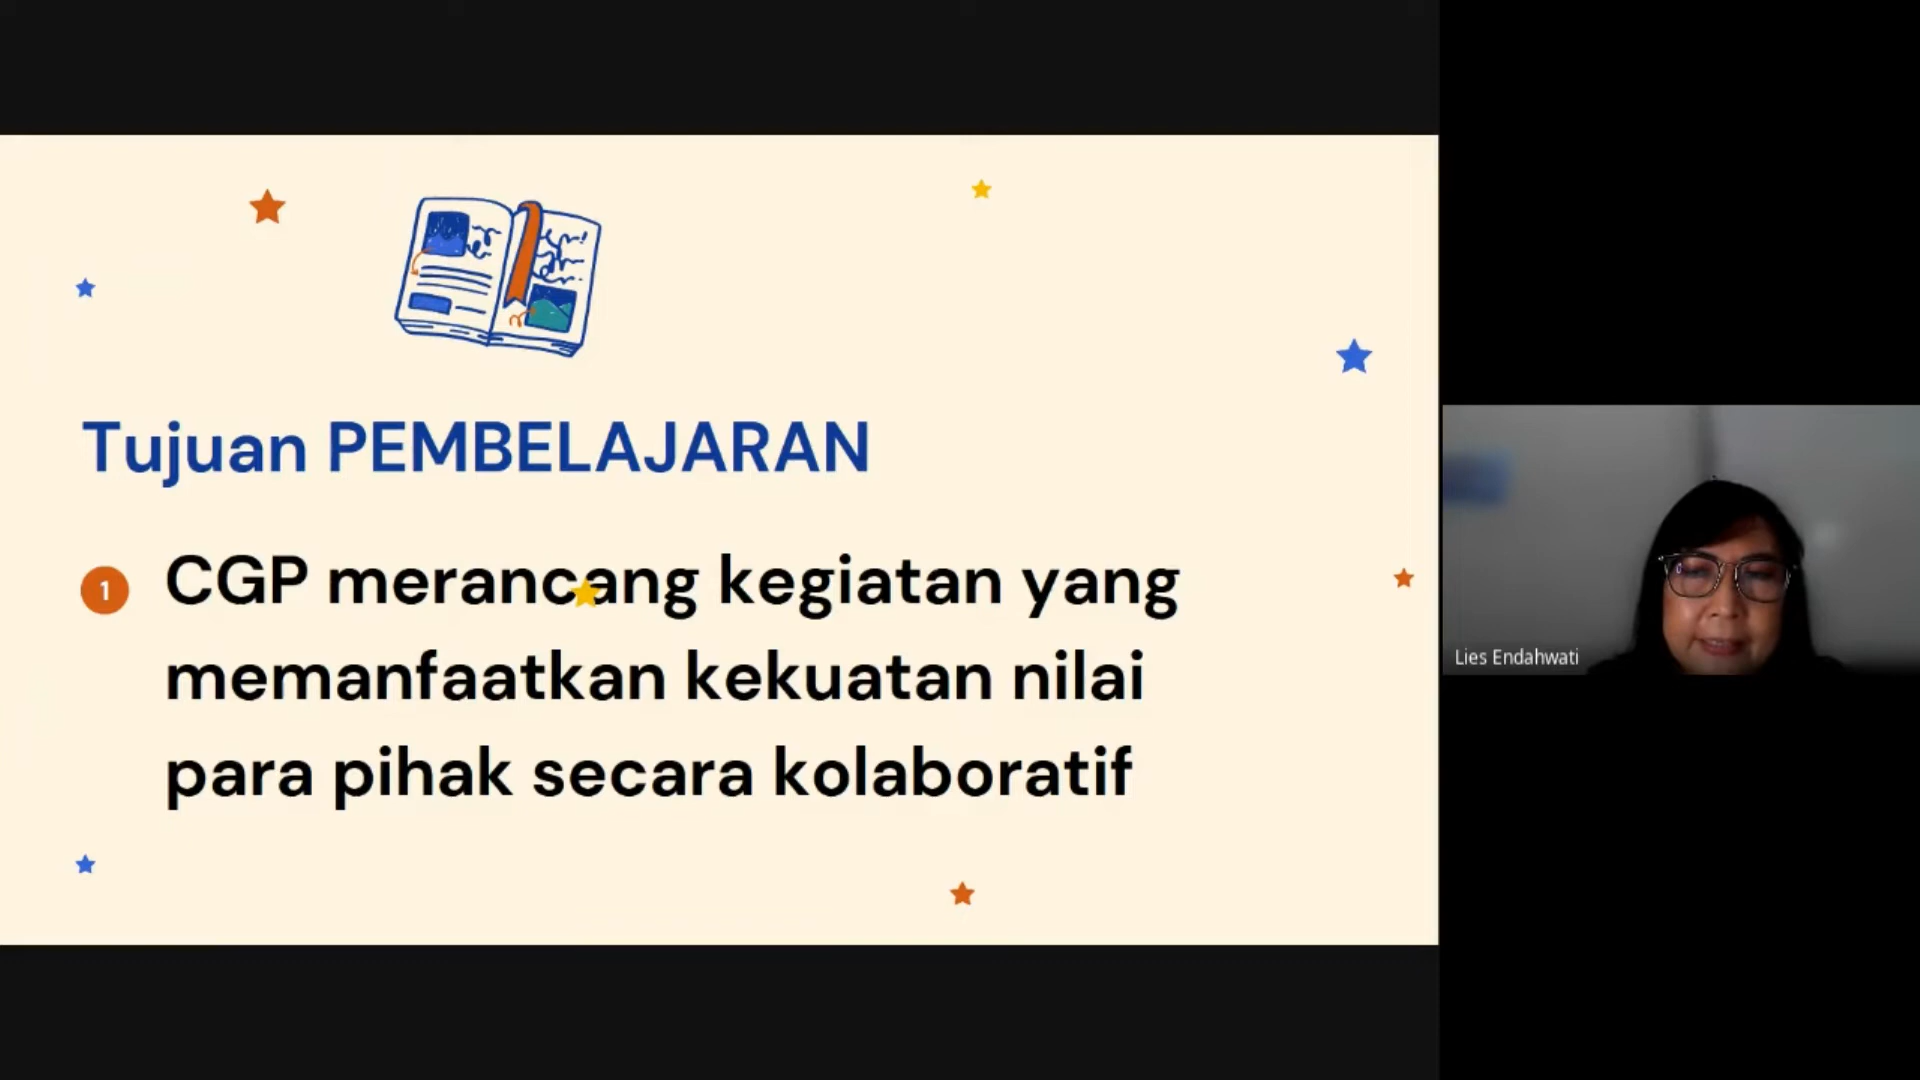 Tujuan PEMBELAJARAN
1 CGP merancang kegiatan yang
memanfaatkan kekuatan nilai
para pihak secara kolaboratif
Lies Endahwati